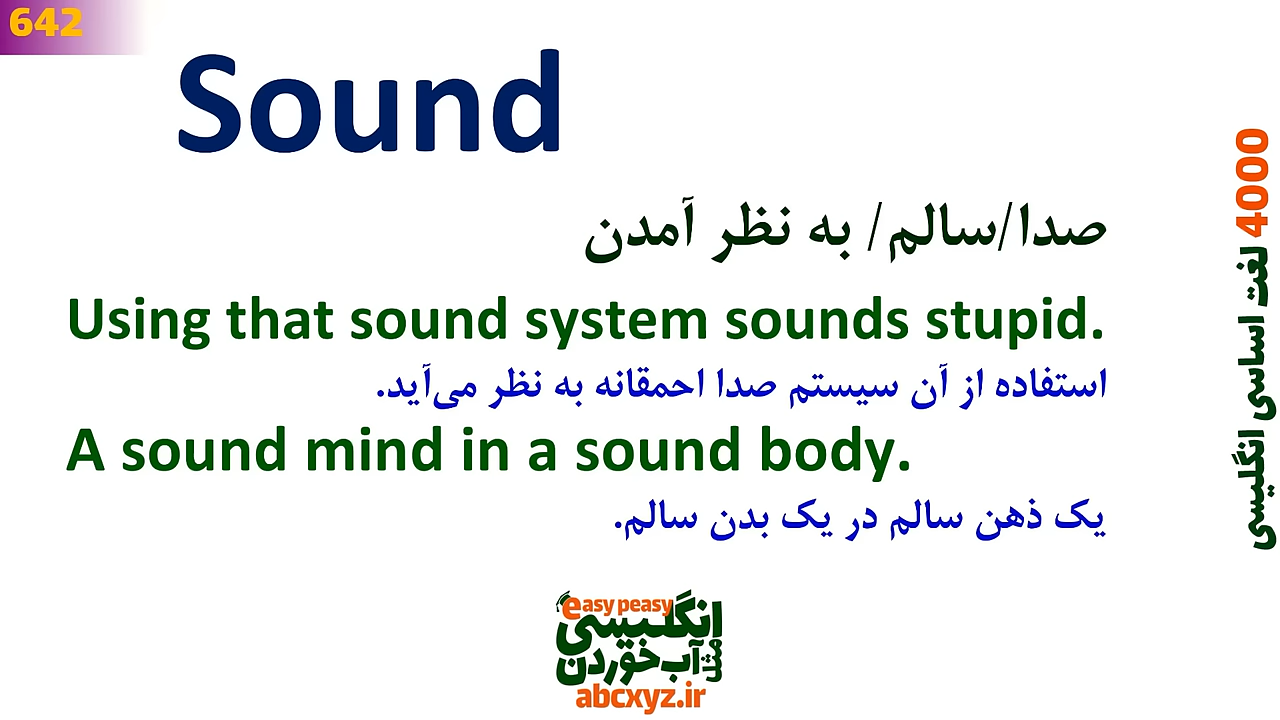 642
Sound
صدا/سالم/ به نظر آمدن
Using that sound system sounds stupid.
استفاده از آن سیستم صدا احمقانه به نظر می‌آید.
A sound mind in a sound body.
یک ذهن سالم در یک بدن سالم.
4000 لغت اساسی انگلیسی
easy peasy
انگلیسی
مثل آب خوردن
abcxyz.ir